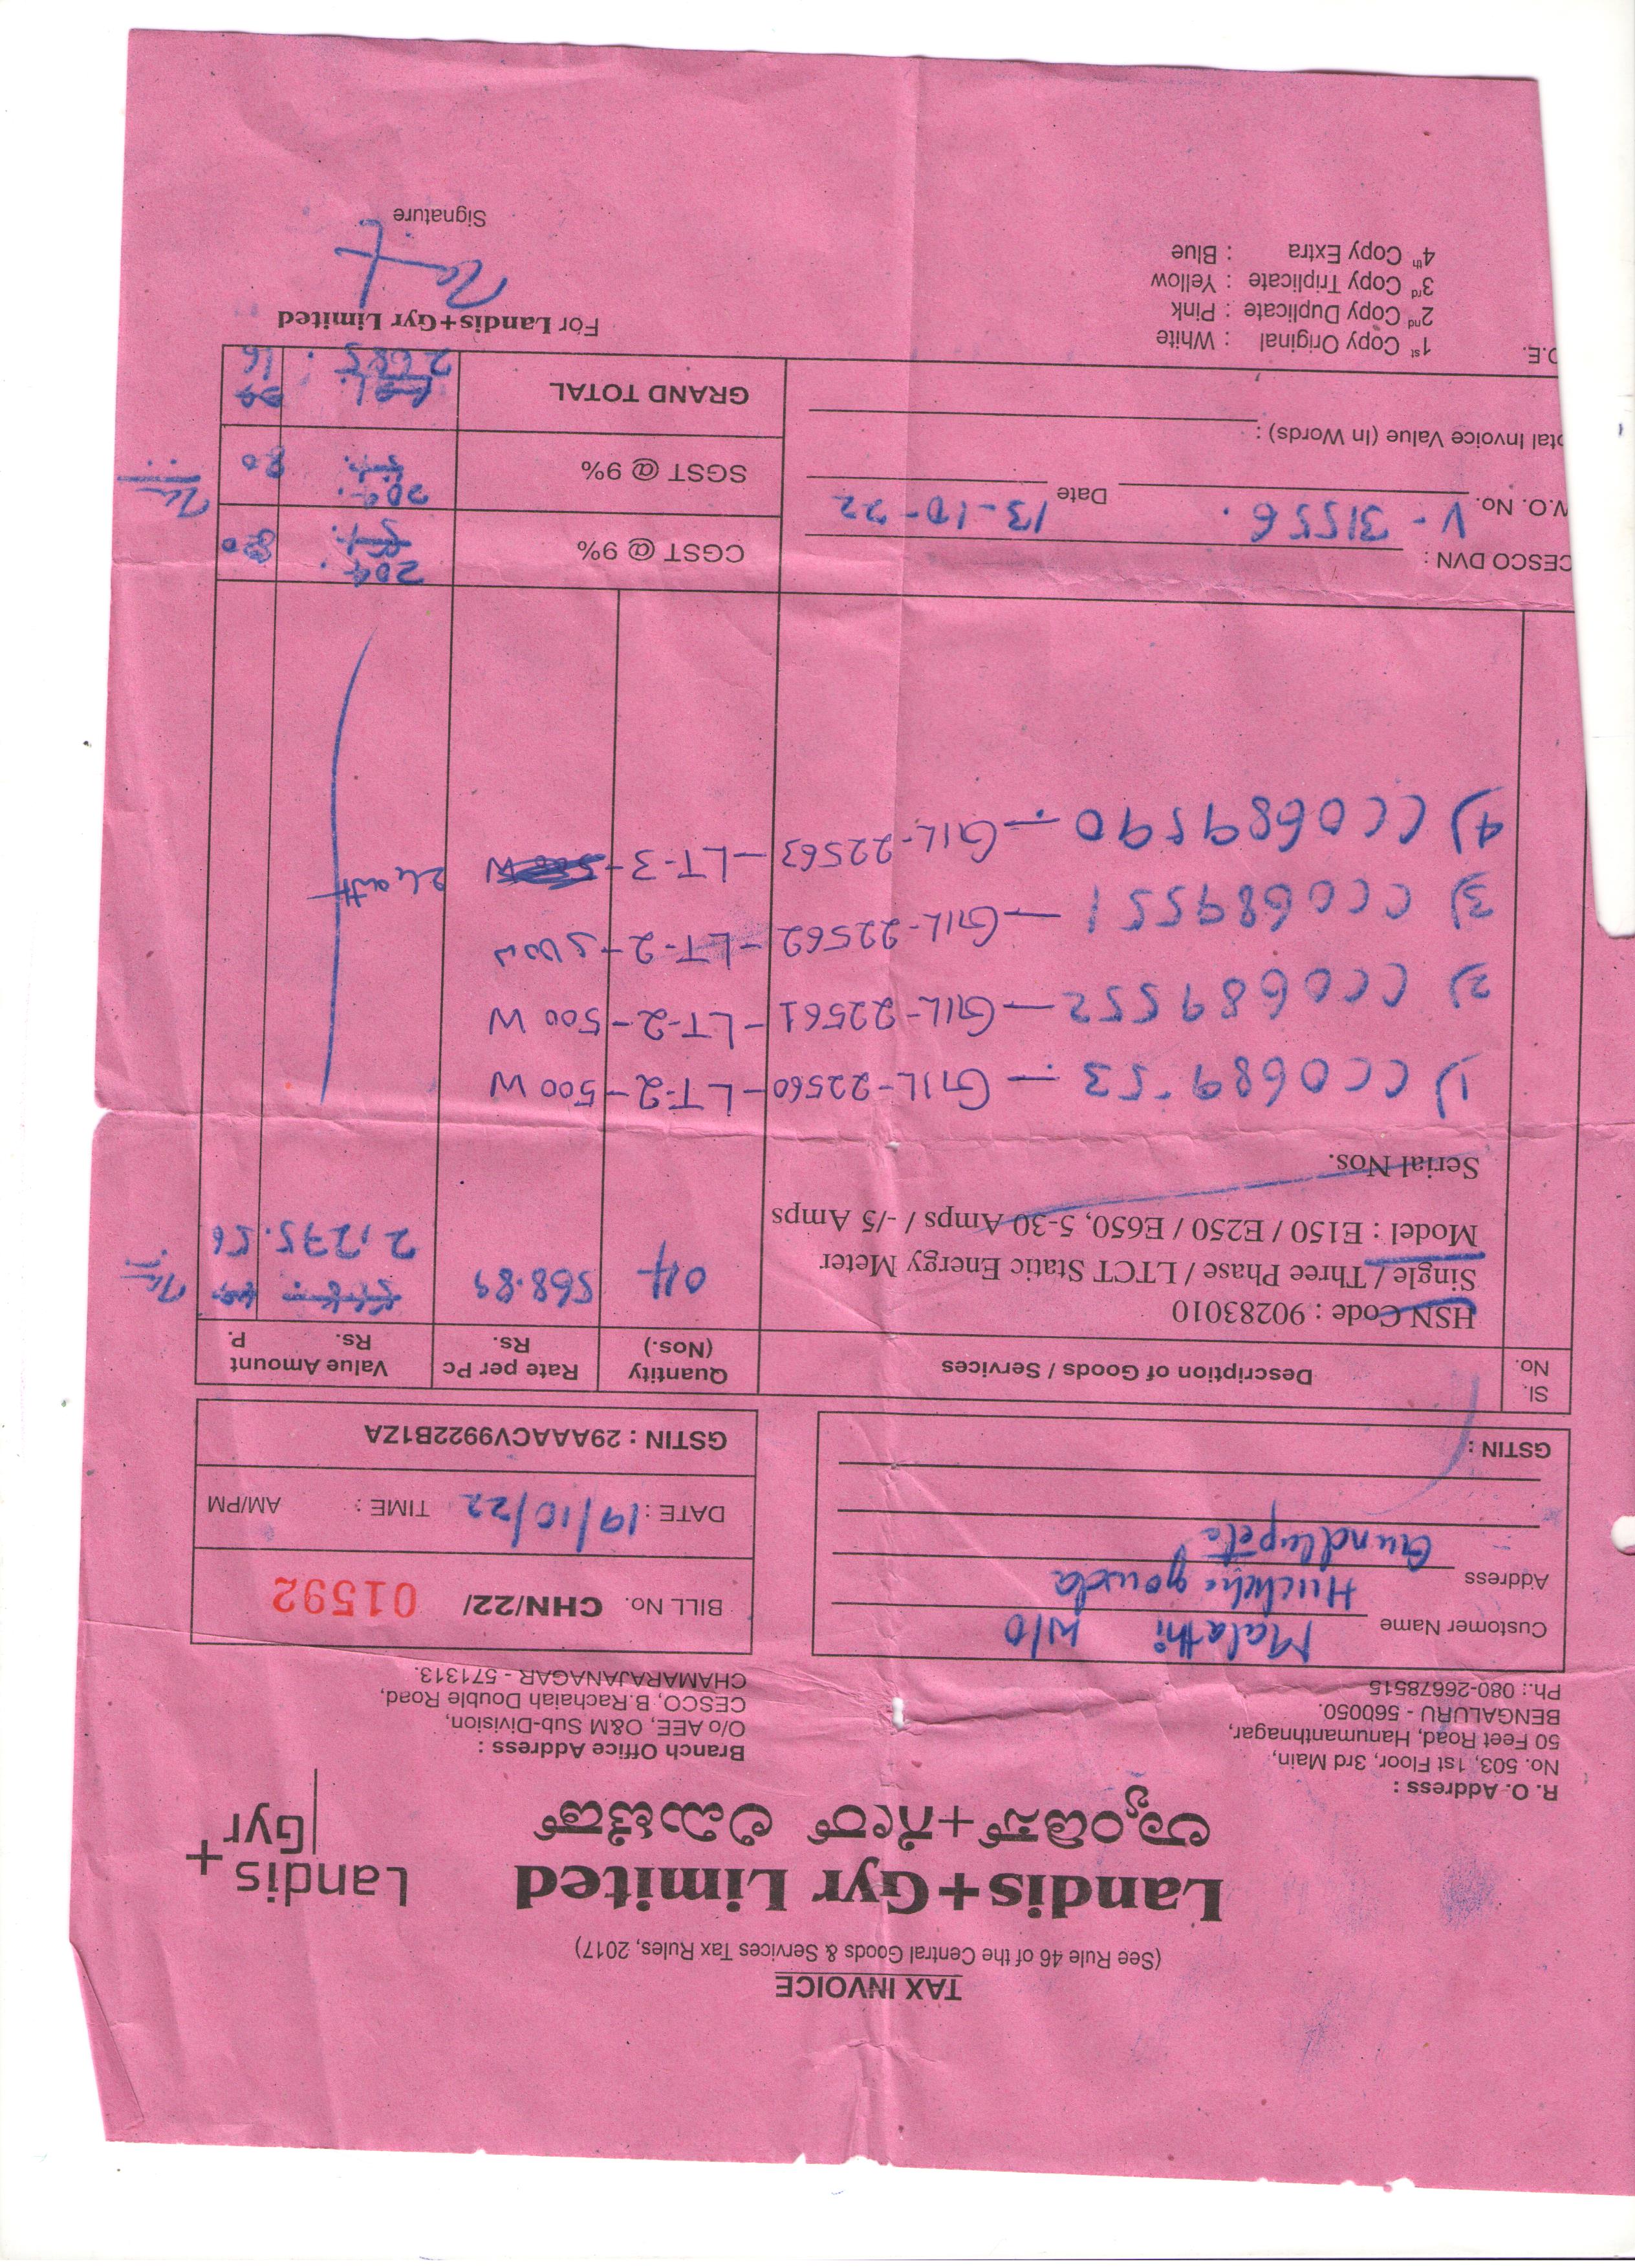 TAX INVOICE
(See Rule 46 of the Central Goods & Services Tax Rules, 2017)
Landis+Gyr Limited
ಲ್ಯಾಂಡಿಸ್+ಗೇರ್ ಲಿಮಿಟೆಡ್
Landis+
Gyr
R. O. Address :
No. 503, 1st Floor, 3rd Main,
50 Feet Road, Hanumanthnagar,
BENGALURU - 560050.
Ph.: 080-26678515
Branch Office Address :
O/o AEE, O&M Sub-Division,
CESCO, B.Rachaiah Double Road,
CHAMARAJANAGAR - 571313.
Customer Name Malathi W/o
Address
Gundlupete
GSTIN :
BILL No. CHN/22/ 01592
DATE : 19/10/22 TIME : AM/PM
GSTIN : 29AAACV9922B1ZA
Sl. No. Description of Goods / Services Quantity (Nos.) Rate per Pc Rs. Value Amount Rs. P.
HSN Code : 90283010
Single / Three Phase / LTCT Static Energy Meter 04 568.89
Model : E150 / E250 / E650, 5-30 Amps / -/5 Amps 2,275.56
Serial Nos.
1) CC0689 53 - GIL-22560-LT-2-500 W
2) CC0689552 - GIL-22561-LT-2-500 W
3) CC0689551 - GIL-22562-LT-2-500W
4) CC0689590 - GIL-22563-LT-3-
CESCO DVN : CGST @ 9% 204. 80
W.O. No. V-31556. Date 13-10-22 SGST @ 9% 204. 80
otal Invoice Value (In Words) :
GRAND TOTAL 2685. 16
1st Copy Original : White
2nd Copy Duplicate : Pink
3rd Copy Triplicate : Yellow
4th Copy Extra : Blue
For Landis+Gyr Limited
Signature